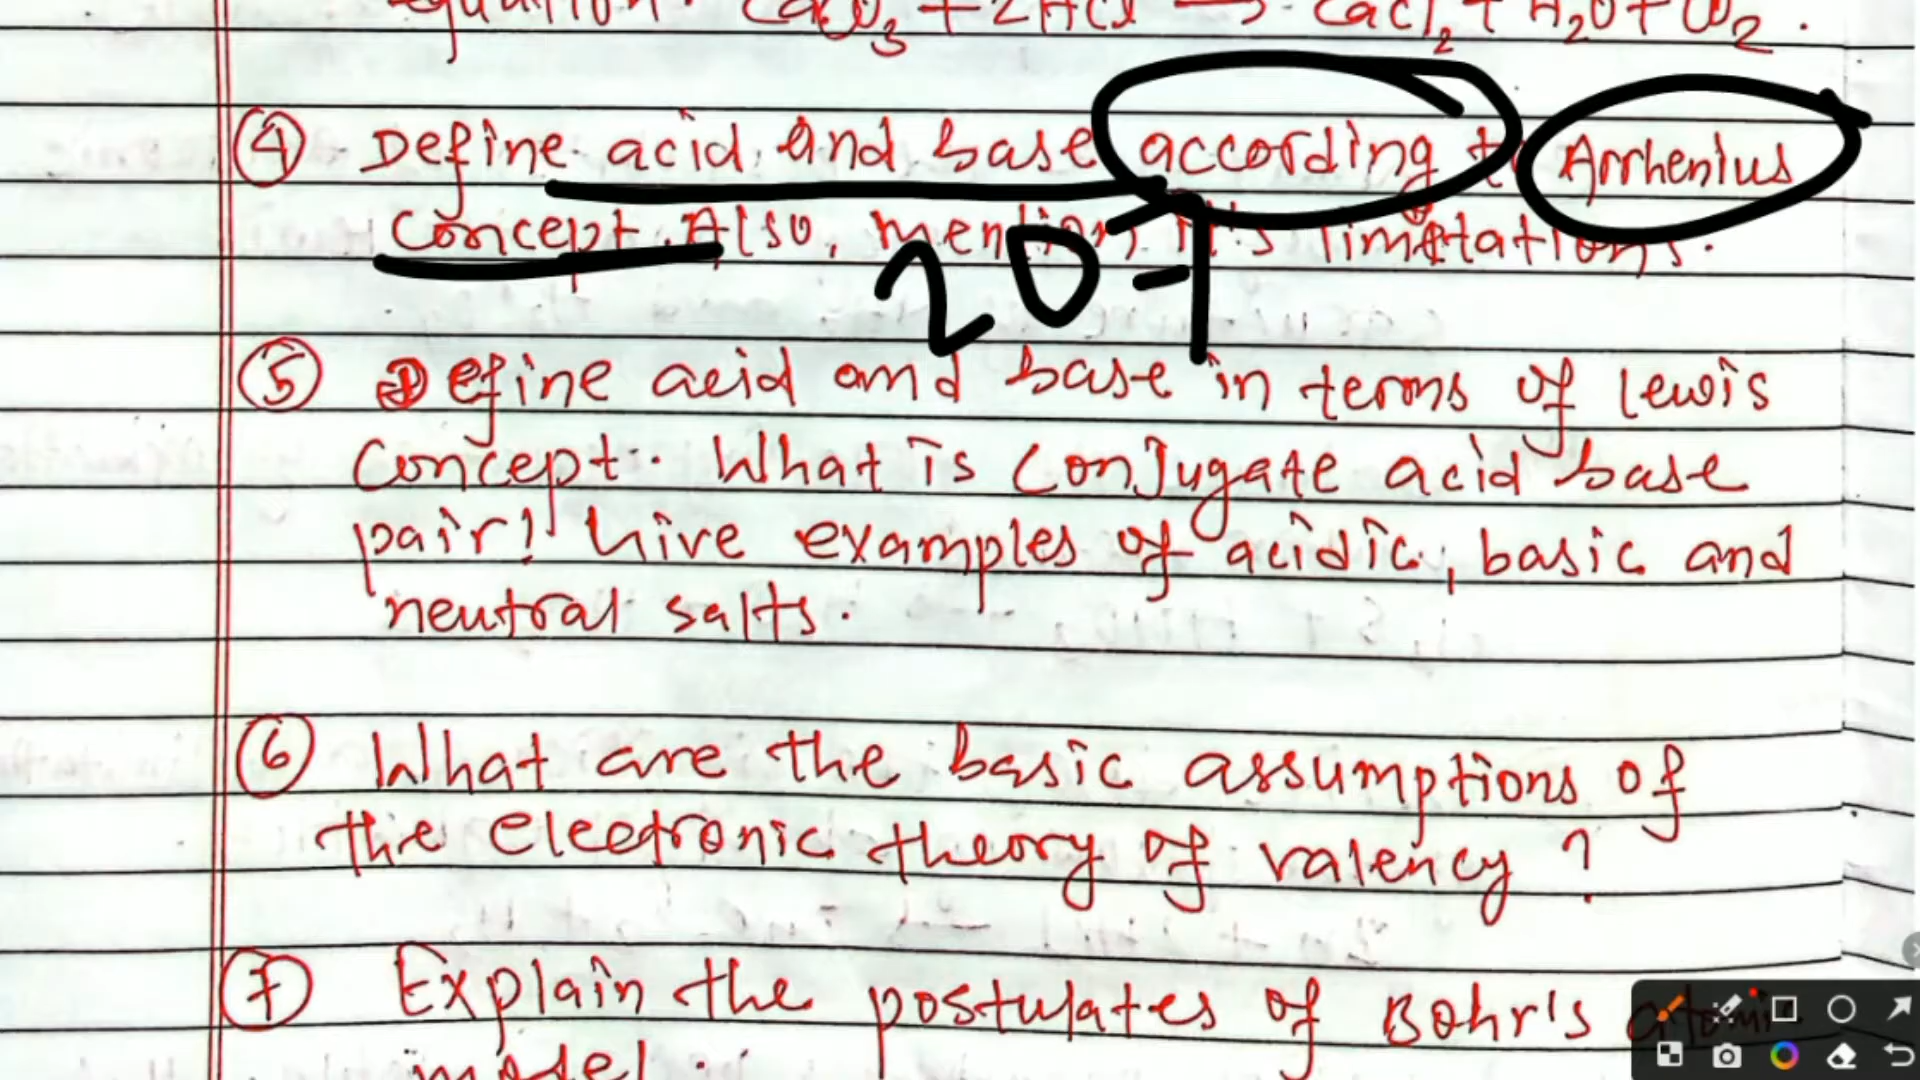 equation. CaCO3 + 2HCl → CaCl2 + H2O + CO2.
④ Define acid and base according to Arrhenius
concept. Also, mention it's limitations.
207
⑤ Define acid and base in terms of lewis
concept. What is conjugate acid base
pair? Give examples of acidic, basic and
neutral salts.
⑥ What are the basic assumptions of
the electronic theory of valency?
⑦ Explain the postulates of Bohr's atomic
model.